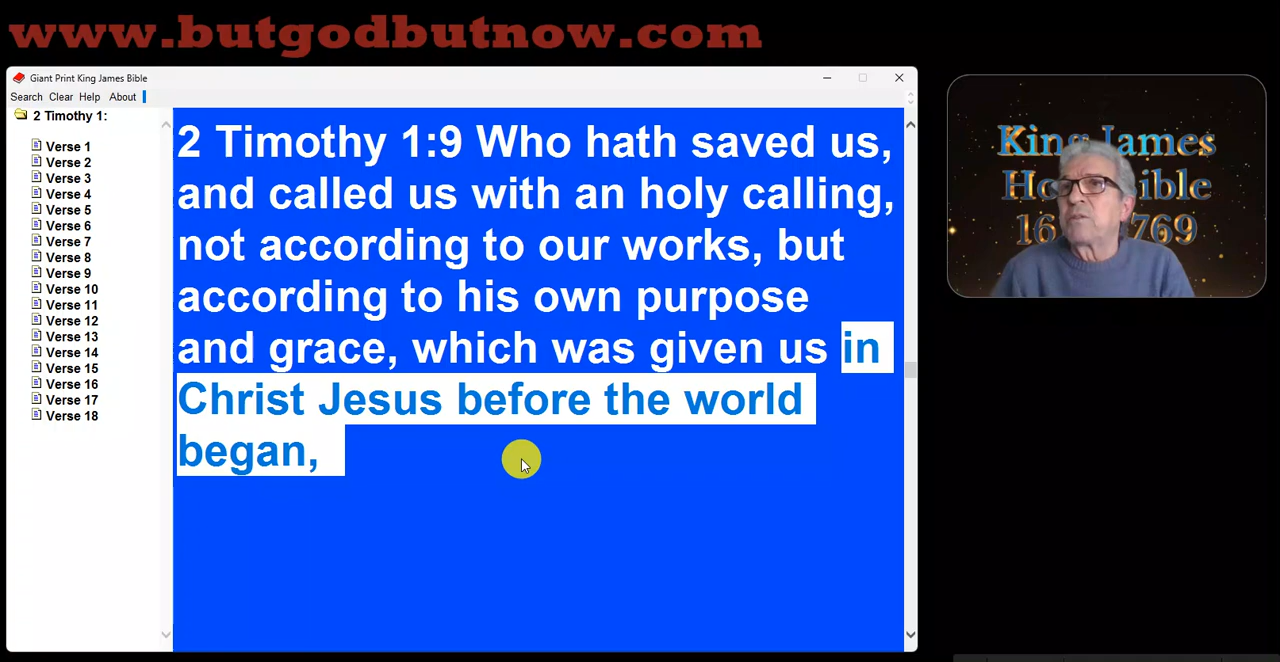 www.butgodbutnow.com
Giant Print King James Bible
Search Clear Help About
2 Timothy 1:
Verse 1
Verse 2
Verse 3
Verse 4
Verse 5
Verse 6
Verse 7
Verse 8
Verse 9
Verse 10
Verse 11
Verse 12
Verse 13
Verse 14
Verse 15
Verse 16
Verse 17
Verse 18
2 Timothy 1:9 Who hath saved us,
and called us with an holy calling,
not according to our works, but
according to his own purpose
and grace, which was given us in
Christ Jesus before the world
began,
King James